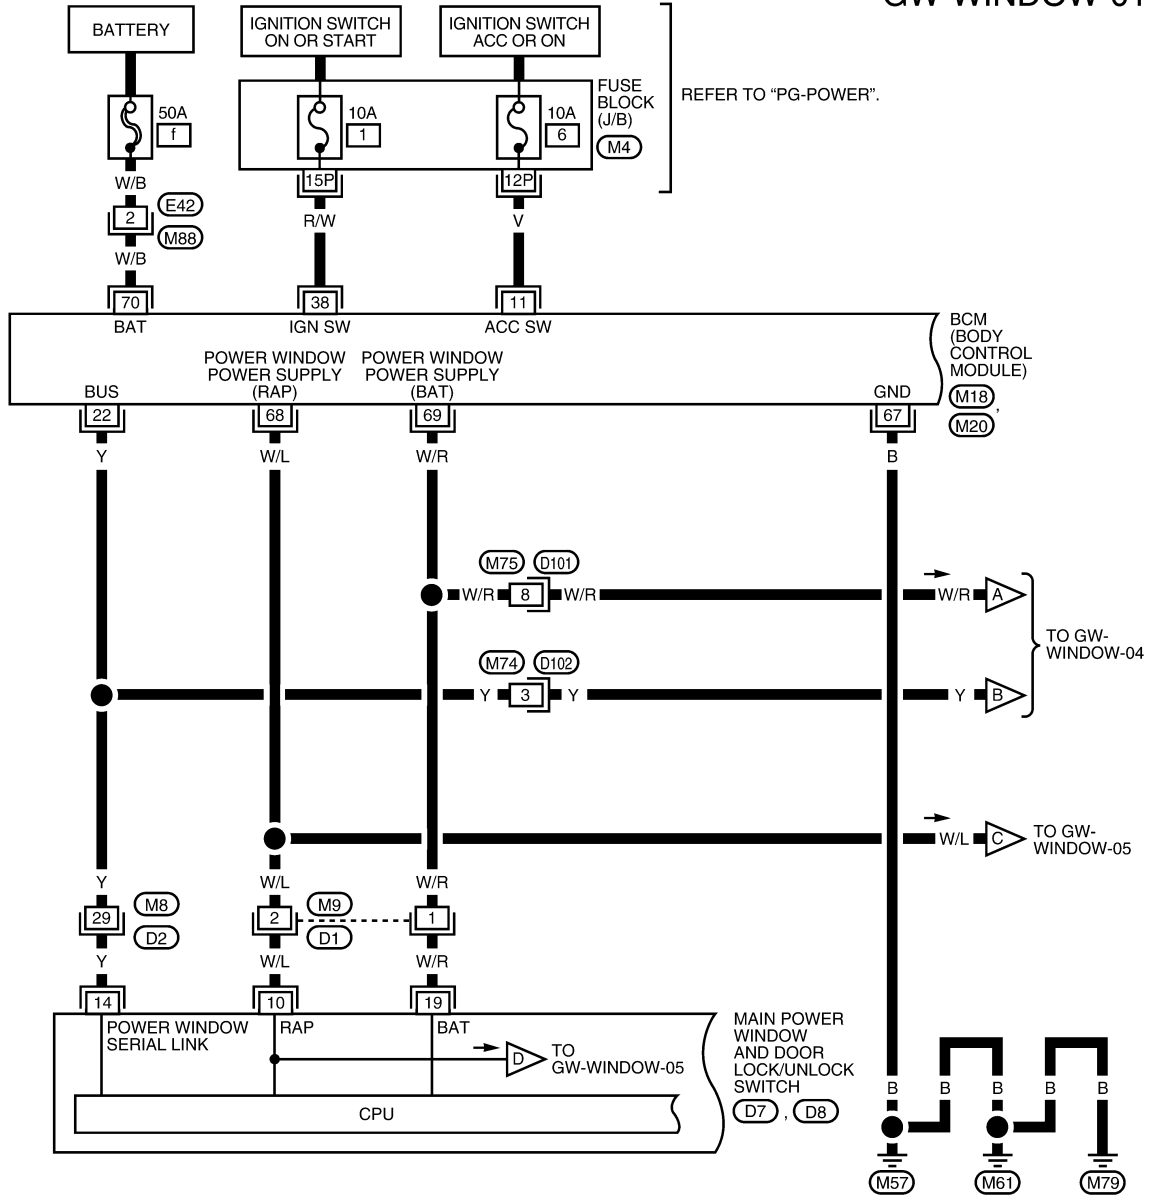 GW-WINDOW-01
BATTERY
IGNITION SWITCH
ON OR START
IGNITION SWITCH
ACC OR ON
50A
f
10A
1
10A
6
FUSE
BLOCK
(J/B)
M4
REFER TO “PG-POWER”.
15P
12P
W/B
2
E42
M88
W/B
R/W
V
70
38
11
BAT
IGN SW
ACC SW
BCM
(BODY
CONTROL
MODULE)
M18
,
M20
POWER WINDOW
POWER SUPPLY
(RAP)
POWER WINDOW
POWER SUPPLY
(BAT)
BUS
GND
22
68
69
67
Y
W/L
W/R
B
M75
D101
W/R
8
W/R
W/R
A
TO GW-
WINDOW-04
M74
D102
Y
3
Y
Y
B
W/L
C
TO GW-
WINDOW-05
Y
W/L
W/R
29
M8
D2
2
M9
D1
1
Y
W/L
W/R
14
10
19
POWER WINDOW
SERIAL LINK
RAP
BAT
D
TO
GW-WINDOW-05
CPU
MAIN POWER
WINDOW
AND DOOR
LOCK/UNLOCK
SWITCH
D7 , D8
B
B
B
B
B
M57
M61
M79